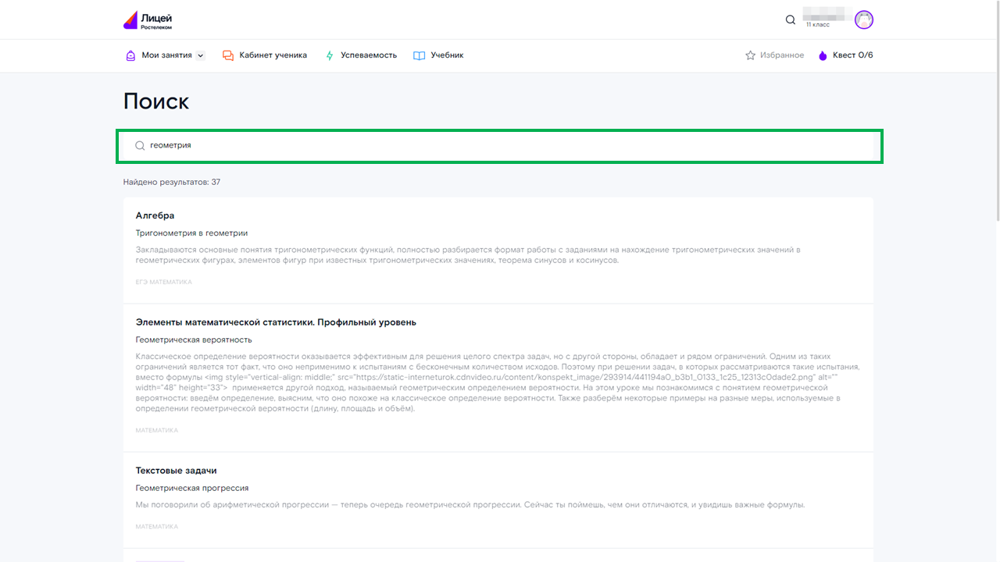 Лицей
Ростелеком
11 класс
Мои занятия
Кабинет ученика
Успеваемость
Учебник
Избранное
Квест 0/6
Поиск
геометрия
Найдено результатов: 37
Алгебра
Тригонометрия в геометрии
Закладываются основные понятия тригонометрических функций, полностью разбирается формат работы с заданиями на нахождение тригонометрических значений в
геометрических фигурах, элементов фигур при известных тригонометрических значениях, теорема синусов и косинусов.
ЕГЭ МАТЕМАТИКА
Элементы математической статистики. Профильный уровень
Геометрическая вероятность
Классическое определение вероятности оказывается эффективным для решения целого спектра задач, но с другой стороны, обладает и рядом ограничений. Одним из таких
ограничений является тот факт, что оно неприменимо к испытаниям с бесконечным количеством исходов. Поэтому при решении задач, в которых рассматриваются такие испытания,
вместо формулы <img style="vertical-align: middle;" src="https://static-interneturok.cdnvideo.ru/content/konspekt_image/293914/441194a0_b3b1_0133_1c25_12313c0dade2.png" alt=""
width="48" height="33"> применяется другой подход, называемый геометрическим определением вероятности. На этом уроке мы познакомимся с понятием геометрической
вероятности: введём определение, выясним, что оно похоже на классическое определение вероятности. Также разберём некоторые примеры на разные меры, используемые в
определении геометрической вероятности (длину, площадь и объём).
МАТЕМАТИКА
Текстовые задачи
Геометрическая прогрессия
Мы поговорили об арифметической прогрессии — теперь очередь геометрической прогрессии. Сейчас ты поймешь, чем они отличаются, и увидишь важные формулы.
МАТЕМАТИКА